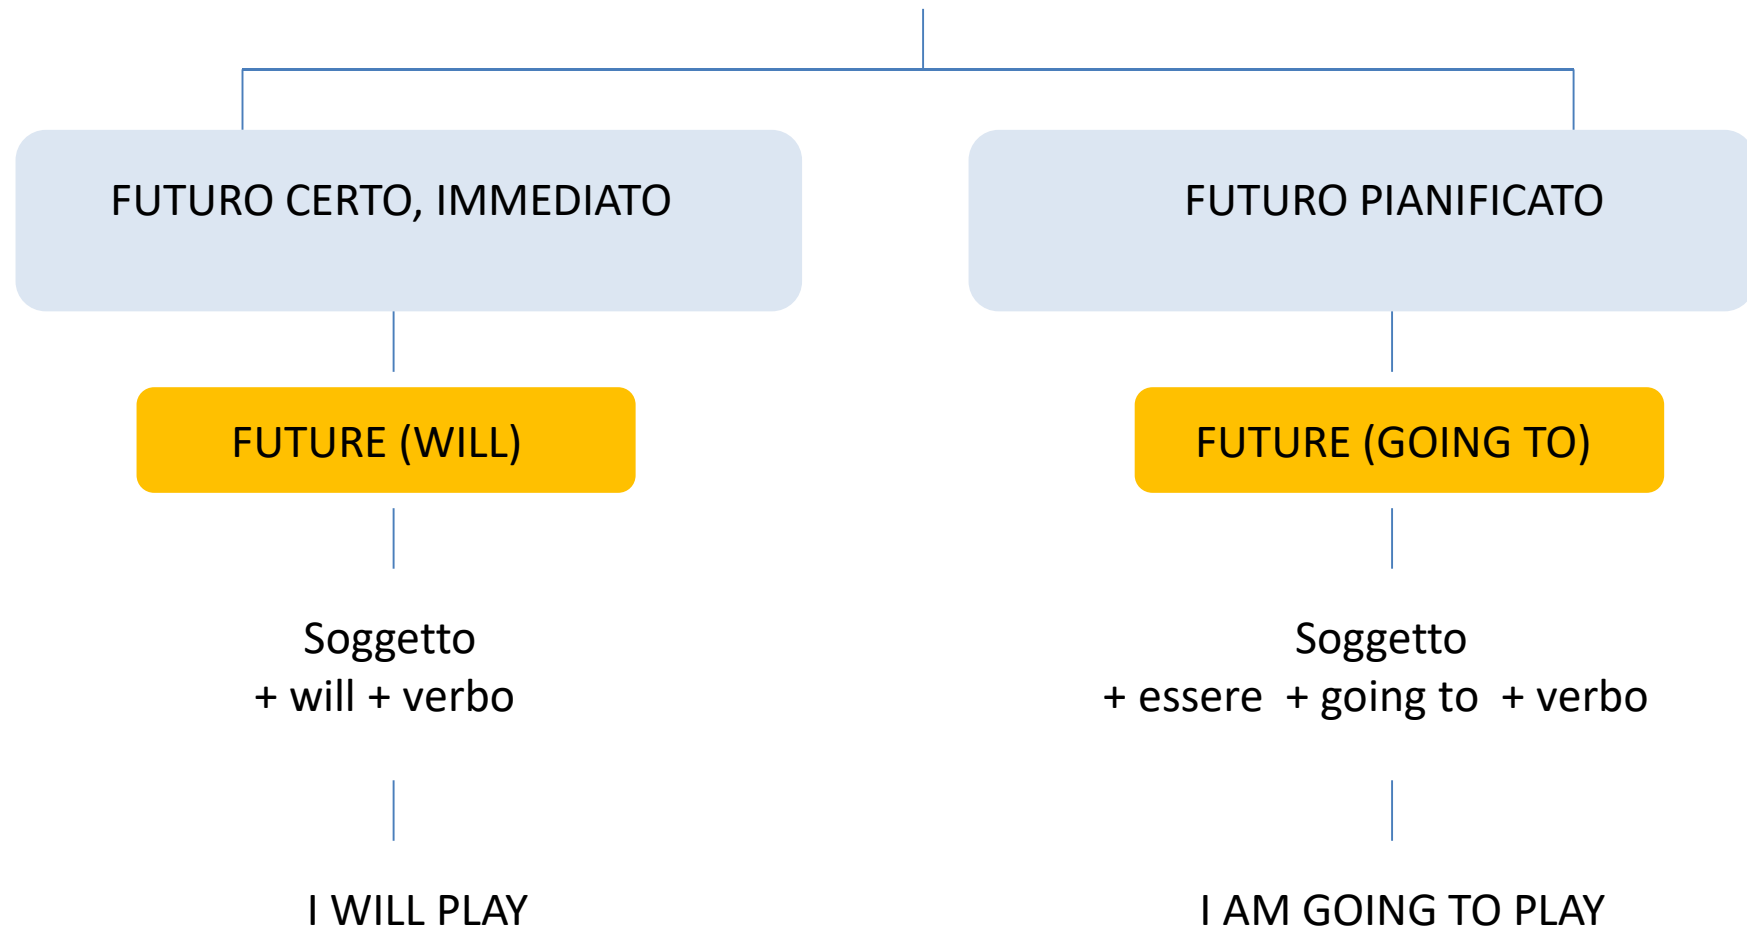 FUTURO CERTO, IMMEDIATO
FUTURO PIANIFICATO
FUTURE (WILL)
FUTURE (GOING TO)
Soggetto
+ will + verbo
Soggetto
+ essere + going to + verbo
I WILL PLAY
I AM GOING TO PLAY